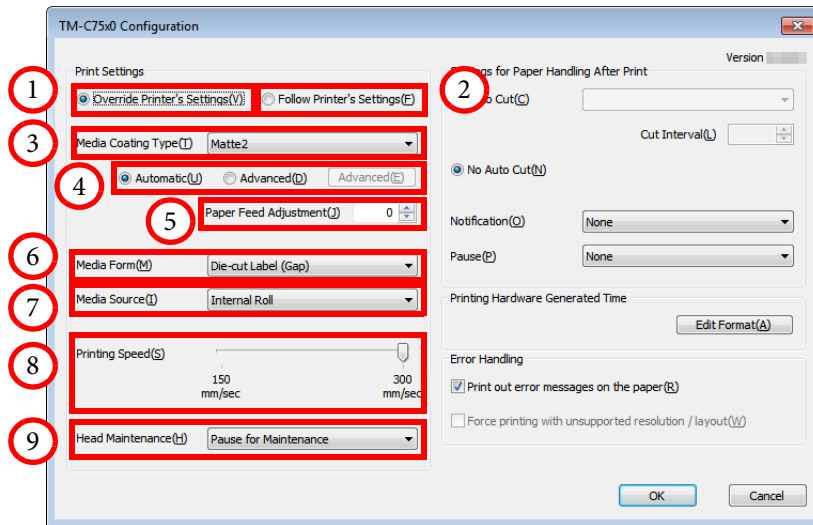 TM-C75x0 Configuration
Version
Print Settings
1
Override Printer's Settings(V)
Follow Printer's Settings(F)
2
3
Media Coating Type(T)
Matte2
4
Automatic(U)
Advanced(D)
Advanced(E)
5
Paper Feed Adjustment(J)
0
6
Media Form(M)
Die-cut Label (Gap)
7
Media Source(I)
Internal Roll
8
Printing Speed(S)
150
mm/sec
300
mm/sec
9
Head Maintenance(H)
Pause for Maintenance
for Paper Handling After Print
Cut(C)
Cut Interval(L)
No Auto Cut(N)
Notification(O)
None
Pause(P)
None
Printing Hardware Generated Time
Edit Format(A)
Error Handling
Print out error messages on the paper(R)
Force printing with unsupported resolution / layout(W)
OK
Cancel